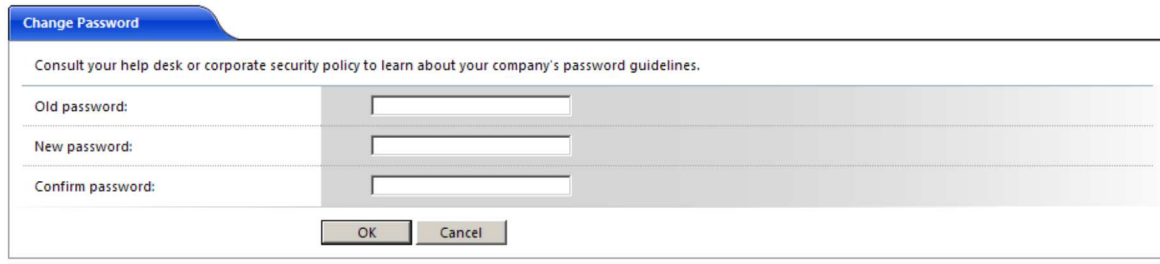 Change Password
Consult your help desk or corporate security policy to learn about your company's password guidelines.
Old password:
New password:
Confirm password:
OK Cancel